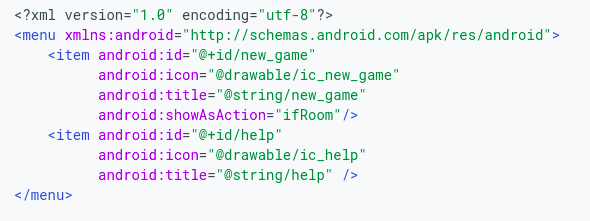 <?xml version="1.0" encoding="utf-8"?>
<menu xmlns:android="http://schemas.android.com/apk/res/android">
    <item android:id="@+id/new_game"
          android:icon="@drawable/ic_new_game"
          android:title="@string/new_game"
          android:showAsAction="ifRoom"/>
    <item android:id="@+id/help"
          android:icon="@drawable/ic_help"
          android:title="@string/help" />
</menu>